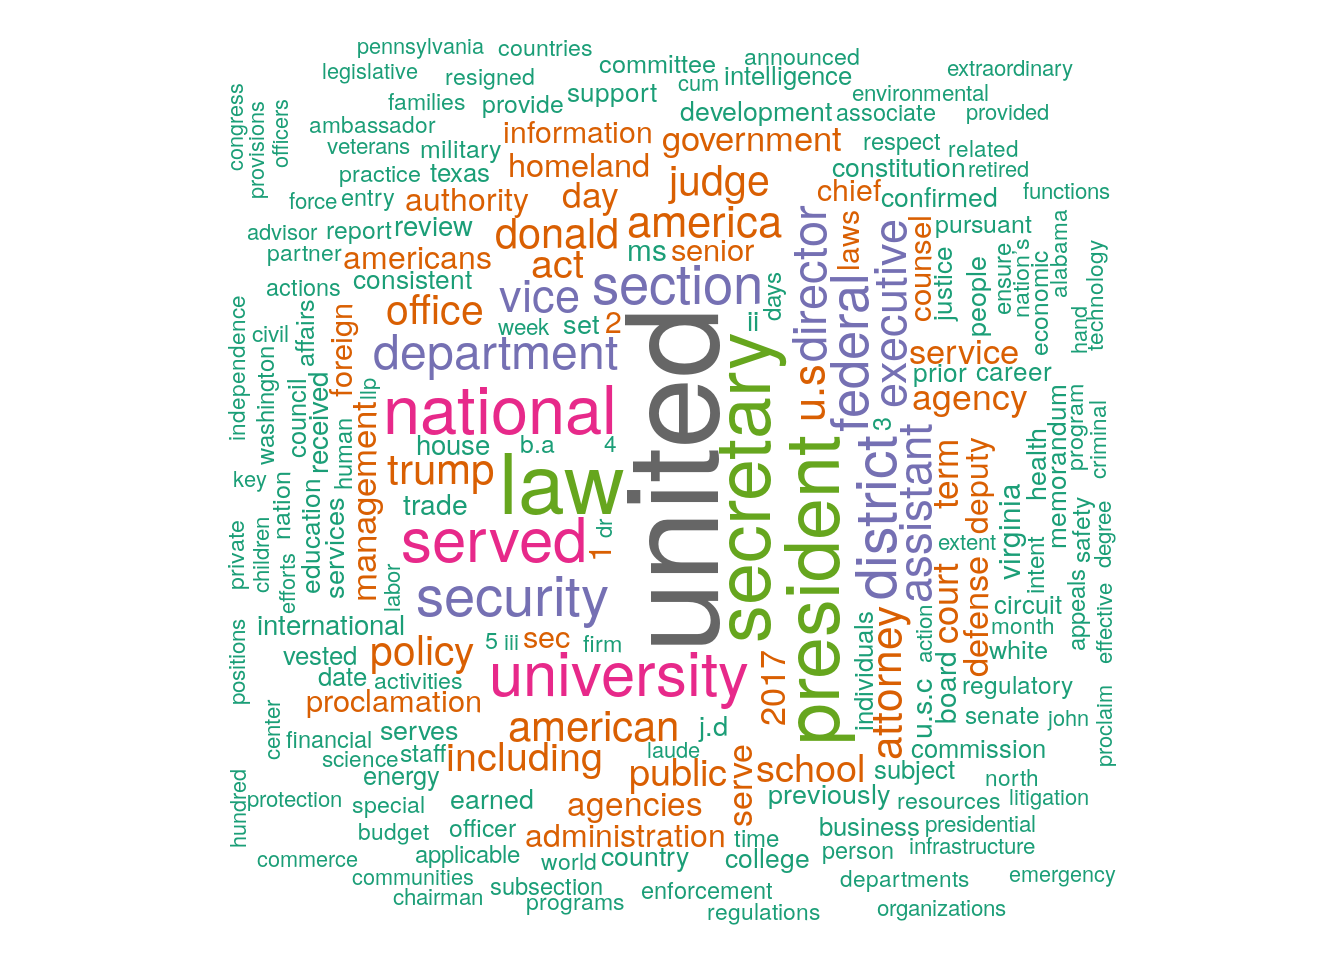 pennsylvania
countries
legislative
resigned
committee
announced
extraordinary
congress
provisions
officers
families
provide
support
cum
intelligence
environmental
ambassador
information
development
associate
provided
veterans
military
government
respect
related
practice
texas
homeland
judge
constitution
retired
force
entry
authority
day
chief
confirmed
functions
advisor
report
review
donald
america
director
laws
executive
counsel
pursuant
alabama
partner
americans
act
ms
senior
justice
people
ensure
nation's
economic
hand
technology
actions
consistent
vice
section
days
federal
independence
civil
affairs
foreign
office
week
set
2
ii
united
secretary
u.s
service
washington
council
received
human
department
prior
career
llp
national
agency
management
house
b.a
4
president
district
3
assistant
term
deputy
health
memorandum
program
criminal
key
nation
trump
law
trade
private
children
efforts
education
services
labor
served
1
dr
extent
virginia
intent
safety
degree
security
attorney
court
defense
circuit
appeals
effective
positions
international
5
iii
sec
firm
individuals
action
month
vested
policy
university
2017
u.s.c
board
white
date
activities
regulatory
proclaim
center
proclamation
american
j.d
senate
john
financial
serves
science
staff
including
laude
public
serve
school
subject
commission
hundred
energy
north
protection
special
earned
agencies
previously
resources
litigation
budget
officer
administration
time
business
presidential
commerce
applicable
world
country
college
person
infrastructure
communities
subsection
enforcement
departments
emergency
chairman
programs
regulations
organizations